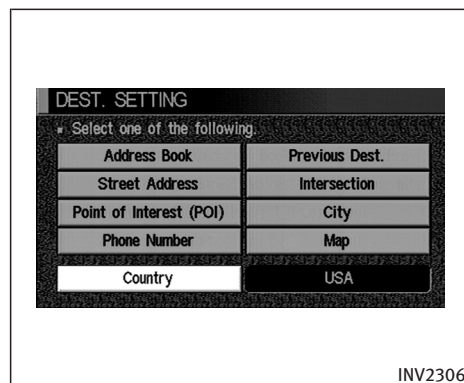 DEST. SETTING
▪ Select one of the following.
Address Book
Previous Dest.
Street Address
Intersection
Point of Interest (POI)
City
Phone Number
Map
Country
USA
INV2306